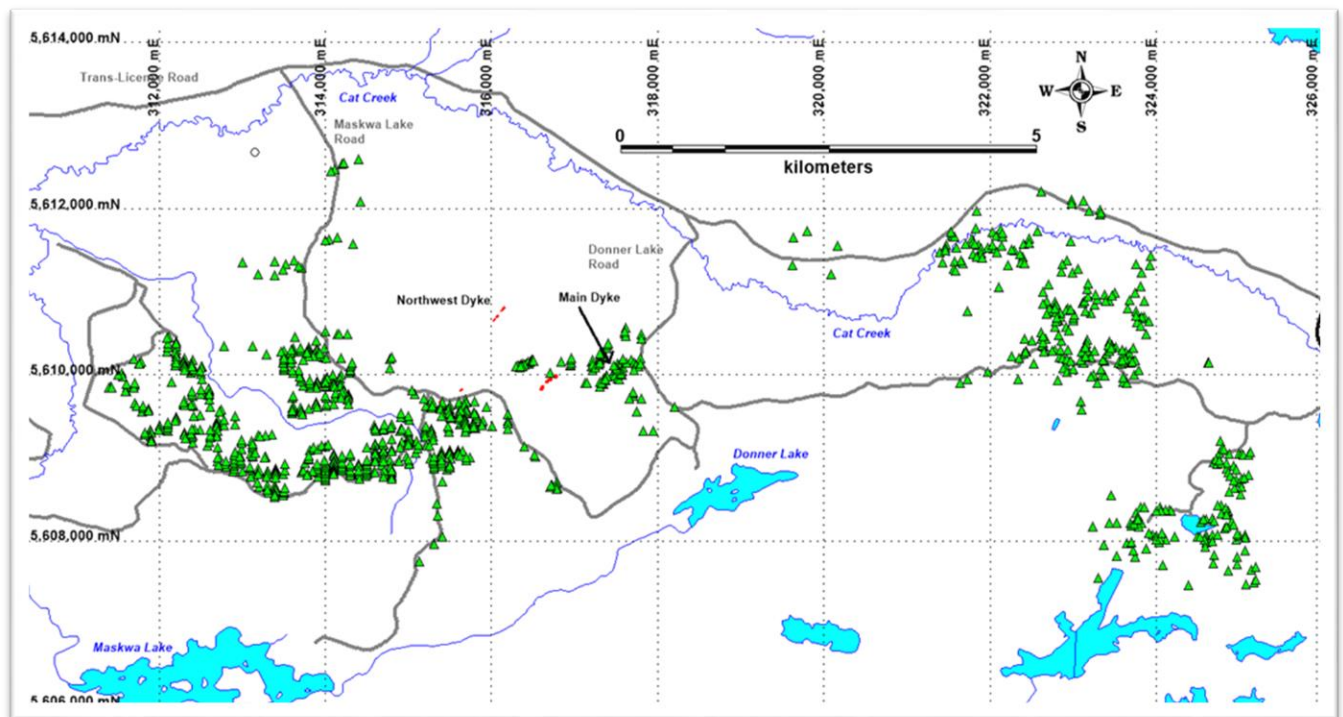 5,614,000 mN
312,000 mE
314,000 mE
316,000 mE
318,000 mE
320,000 mE
322,000 mE
324,000 mE
326,000 mE
N
W E
S
Trans-License Road
Cat Creek
Maskwa Lake
Road
0 5
kilometers
5,612,000 mN
Donner Lake
Road
Northwest Dyke
Main Dyke
Cat Creek
5,610,000 mN
Donner Lake
5,608,000 mN
Maskwa Lake
5,606,000 mN